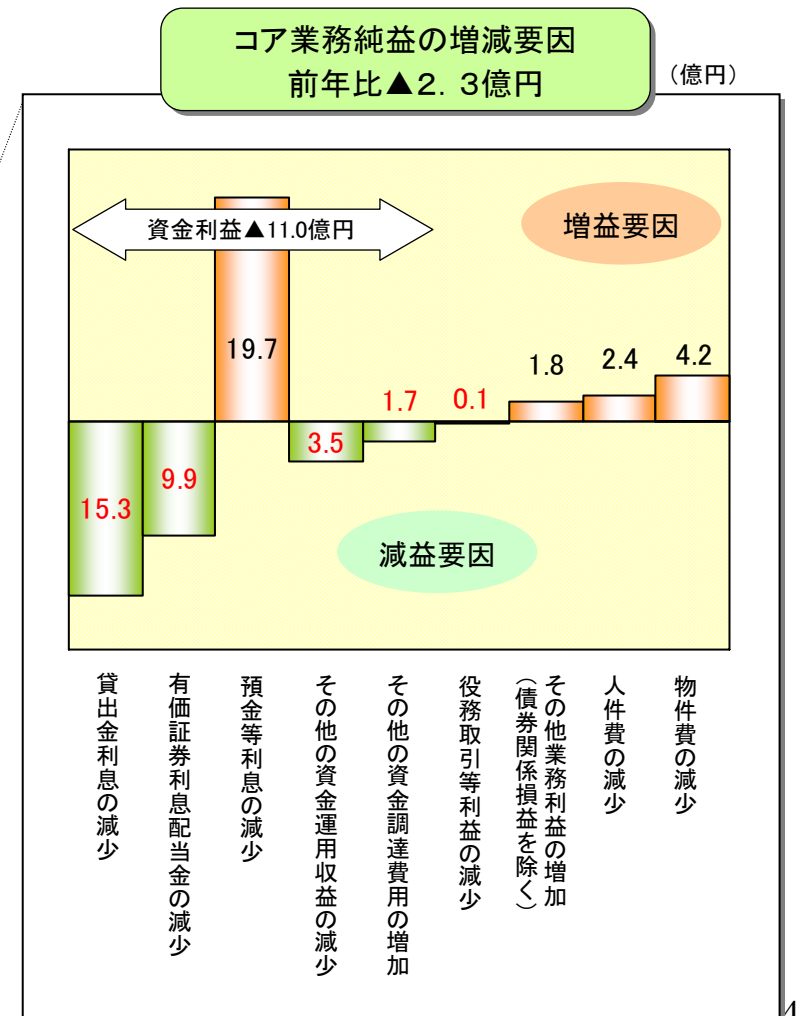 コア業務純益の増減要因
前年比▲2.3億円
（億円）
資金利益▲11.0億円
増益要因
19.7
1.8
2.4
4.2
1.7
0.1
3.5
9.9
15.3
減益要因
貸出金利息の減少
有価証券利息配当金の減少
預金等利息の減少
その他の資金運用収益の減少
その他の資金調達費用の増加
役務取引等利益の減少
その他業務利益の増加
（債券関係損益を除く）
人件費の減少
物件費の減少
4